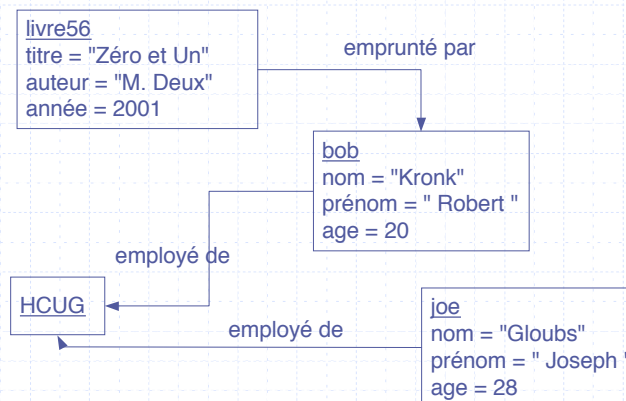 livre56
titre = "Zéro et Un"
auteur = "M. Deux"
année = 2001
emprunté par
bob
nom = "Kronk"
prénom = " Robert "
age = 20
employé de
HCUG
employé de
joe
nom = "Gloubs"
prénom = " Joseph "
age = 28